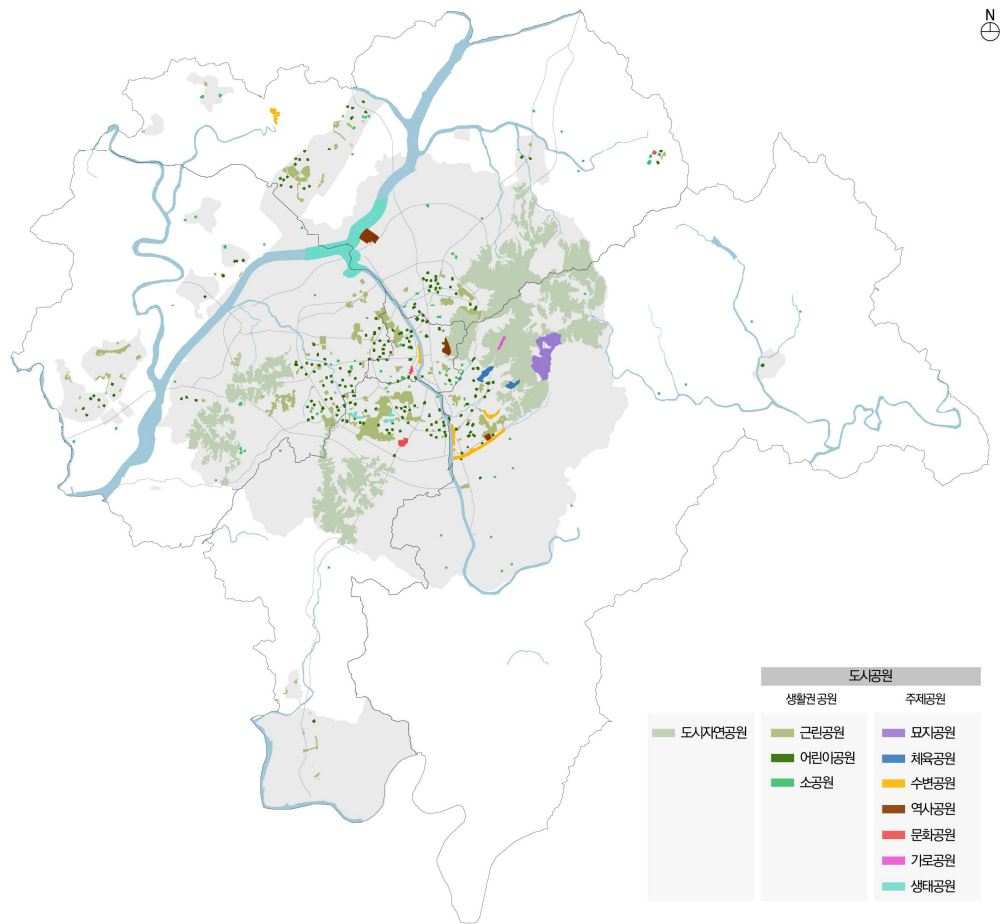 N
도시공원
생활권 공원
주제공원
도시자연공원
근린공원
어린이공원
소공원
묘지공원
체육공원
수변공원
역사공원
문화공원
가로공원
생태공원